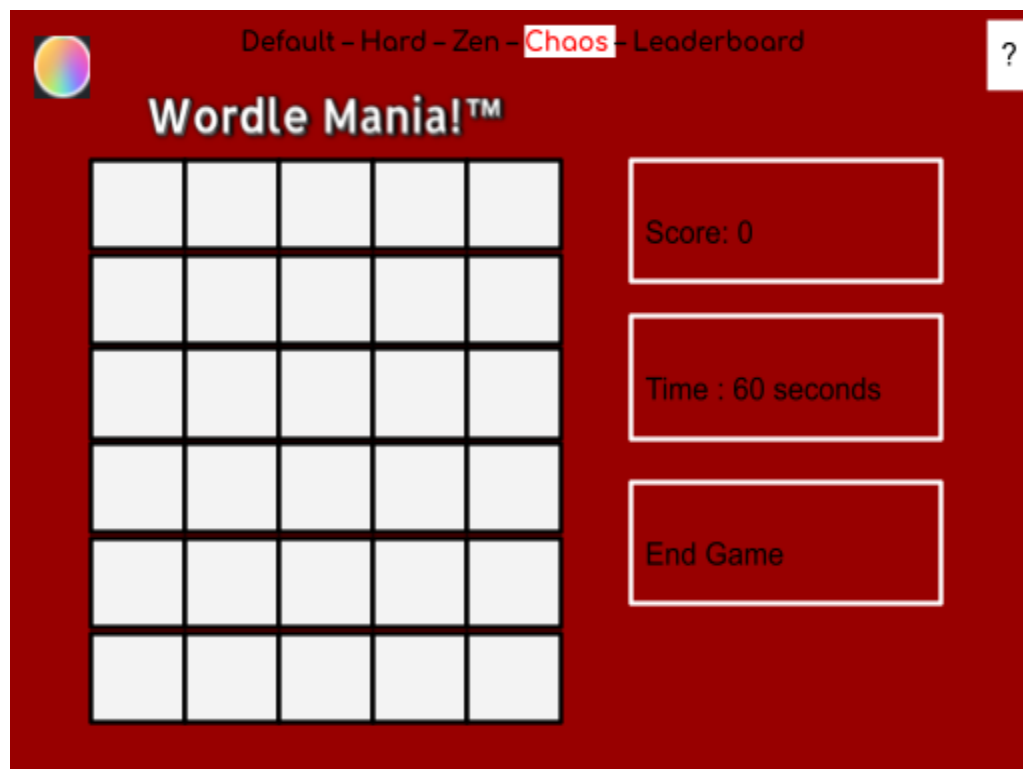 Default – Hard – Zen – Chaos – Leaderboard
?
Wordle Mania!™
Score: 0
Time : 60 seconds
End Game